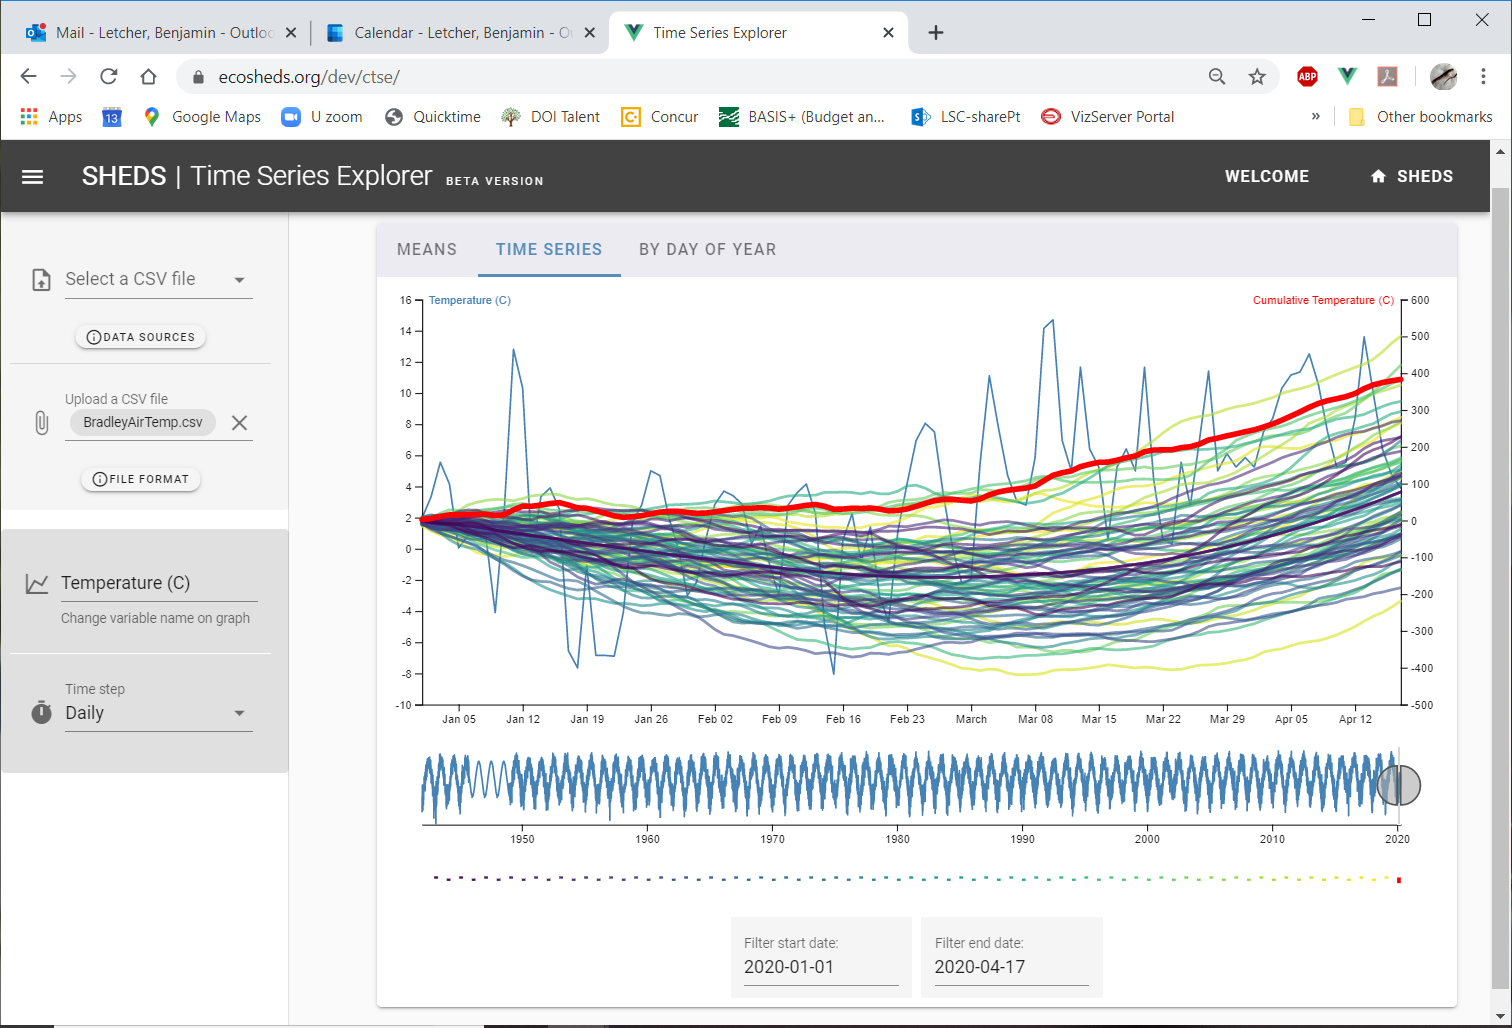 Mail - Letcher, Benjamin - Outloo
Calendar - Letcher, Benjamin - O
Time Series Explorer
ecosheds.org/dev/ctse/
ABP
Apps
13
Google Maps
U zoom
Quicktime
DOI Talent
Concur
BASIS+ (Budget an...
LSC-sharePt
VizServer Portal
»
Other bookmarks
SHEDS | Time Series Explorer BETA VERSION
WELCOME
SHEDS
Select a CSV file
DATA SOURCES
Upload a CSV file
BradleyAirTemp.csv
FILE FORMAT
Temperature (C)
Change variable name on graph
Time step
Daily
MEANS
TIME SERIES
BY DAY OF YEAR
Temperature (C)
Cumulative Temperature (C)
16
14
12
10
8
6
4
2
0
-2
-4
-6
-8
-10
600
500
400
300
200
100
0
-100
-200
-300
-400
-500
Jan 05 Jan 12 Jan 19 Jan 26 Feb 02 Feb 09 Feb 16 Feb 23 March Mar 08 Mar 15 Mar 22 Mar 29 Apr 05 Apr 12
1950 1960 1970 1980 1990 2000 2010 2020
Filter start date:
2020-01-01
Filter end date:
2020-04-17